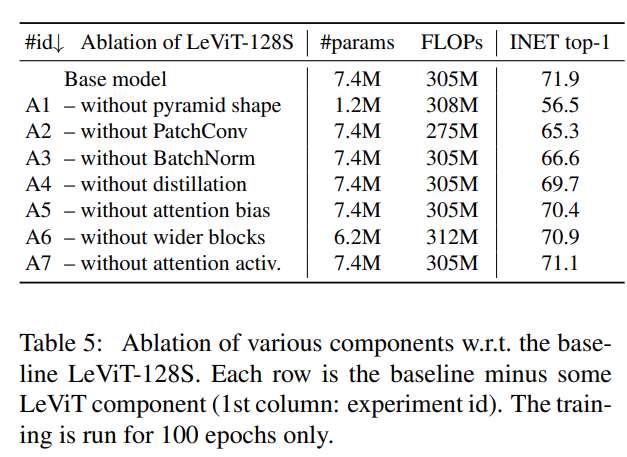 #id↓ Ablation of LeViT-128S #params FLOPs INET top-1
Base model 7.4M 305M 71.9
A1 – without pyramid shape 1.2M 308M 56.5
A2 – without PatchConv 7.4M 275M 65.3
A3 – without BatchNorm 7.4M 305M 66.6
A4 – without distillation 7.4M 305M 69.7
A5 – without attention bias 7.4M 305M 70.4
A6 – without wider blocks 6.2M 312M 70.9
A7 – without attention activ. 7.4M 305M 71.1
Table 5: Ablation of various components w.r.t. the base-
line LeViT-128S. Each row is the baseline minus some
LeViT component (1st column: experiment id). The train-
ing is run for 100 epochs only.